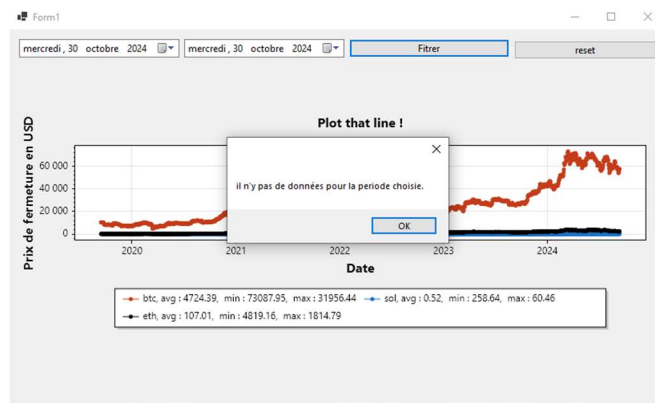 Form1
mercredi , 30 octobre 2024
mercredi , 30 octobre 2024
Fitrer
reset
Plot that line !
Prix de fermeture en USD
60 000
40 000
20 000
0
il n'y pas de données pour la periode choisie.
OK
2020
2021
2022
2023
2024
Date
btc, avg : 4724.39, min : 73087.95, max : 31956.44
sol, avg : 0.52, min : 258.64, max : 60.46
eth, avg : 107.01, min : 4819.16, max : 1814.79